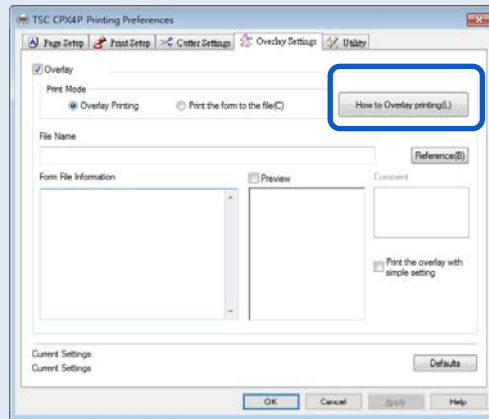 TSC CPX4P Printing Preferences
Page Setup Print Setup Cutter Settings Overlay Settings Utility
Overlay
Print Mode
Overlay Printing Print the form to the file(C) How to Overlay printing(L)
File Name
Reference(B)
Form File Information Preview Comment
Print the overlay with
simple setting
Current Settings:
Current Settings
Defaults
OK Cancel Apply Help